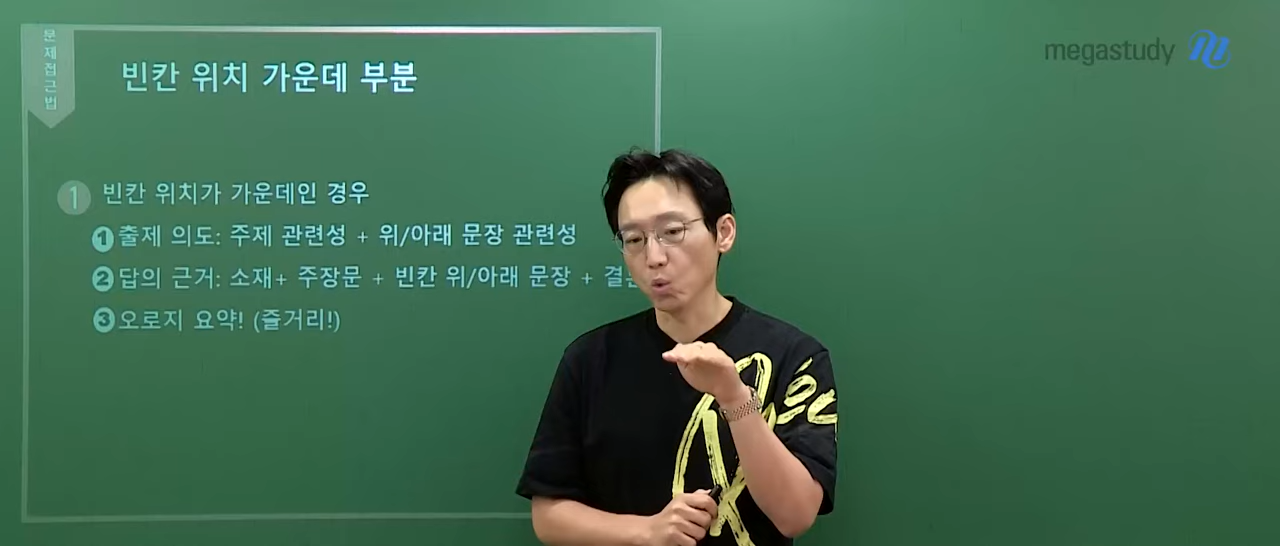 문제접근법
빈칸 위치 가운데 부분
megastudy
1 빈칸 위치가 가운데인 경우
1 출제 의도: 주제 관련성 + 위/아래 문장 관련성
2 답의 근거: 소재+ 주장문 + 빈칸 위/아래 문장 +
3 오로지 요약! (줄거리!)